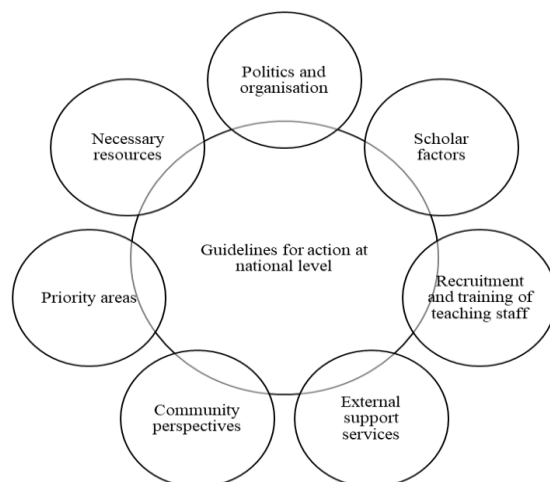 Politics and
organisation
Necessary
resources
Scholar
factors
Guidelines for action at
national level
Priority areas
Recruitment
and training of
teaching staff
Community
perspectives
External
support
services